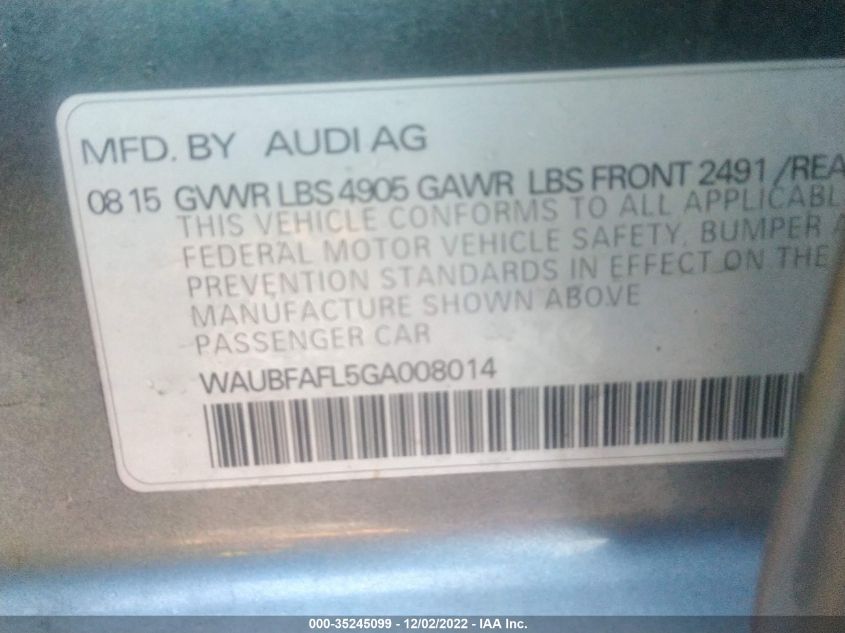 MFD. BY AUDI AG
08 15 GVWR LBS 4905 GAWR LBS FRONT 2491 /REA
THIS VEHICLE CONFORMS TO ALL APPLICABL
FEDERAL MOTOR VEHICLE SAFETY, BUMPER A
PREVENTION STANDARDS IN EFFECT ON THE
MANUFACTURE SHOWN ABOVE
PASSENGER CAR
WAUBFAFL5GA008014
000-35245099 - 12/02/2022 - IAA Inc.